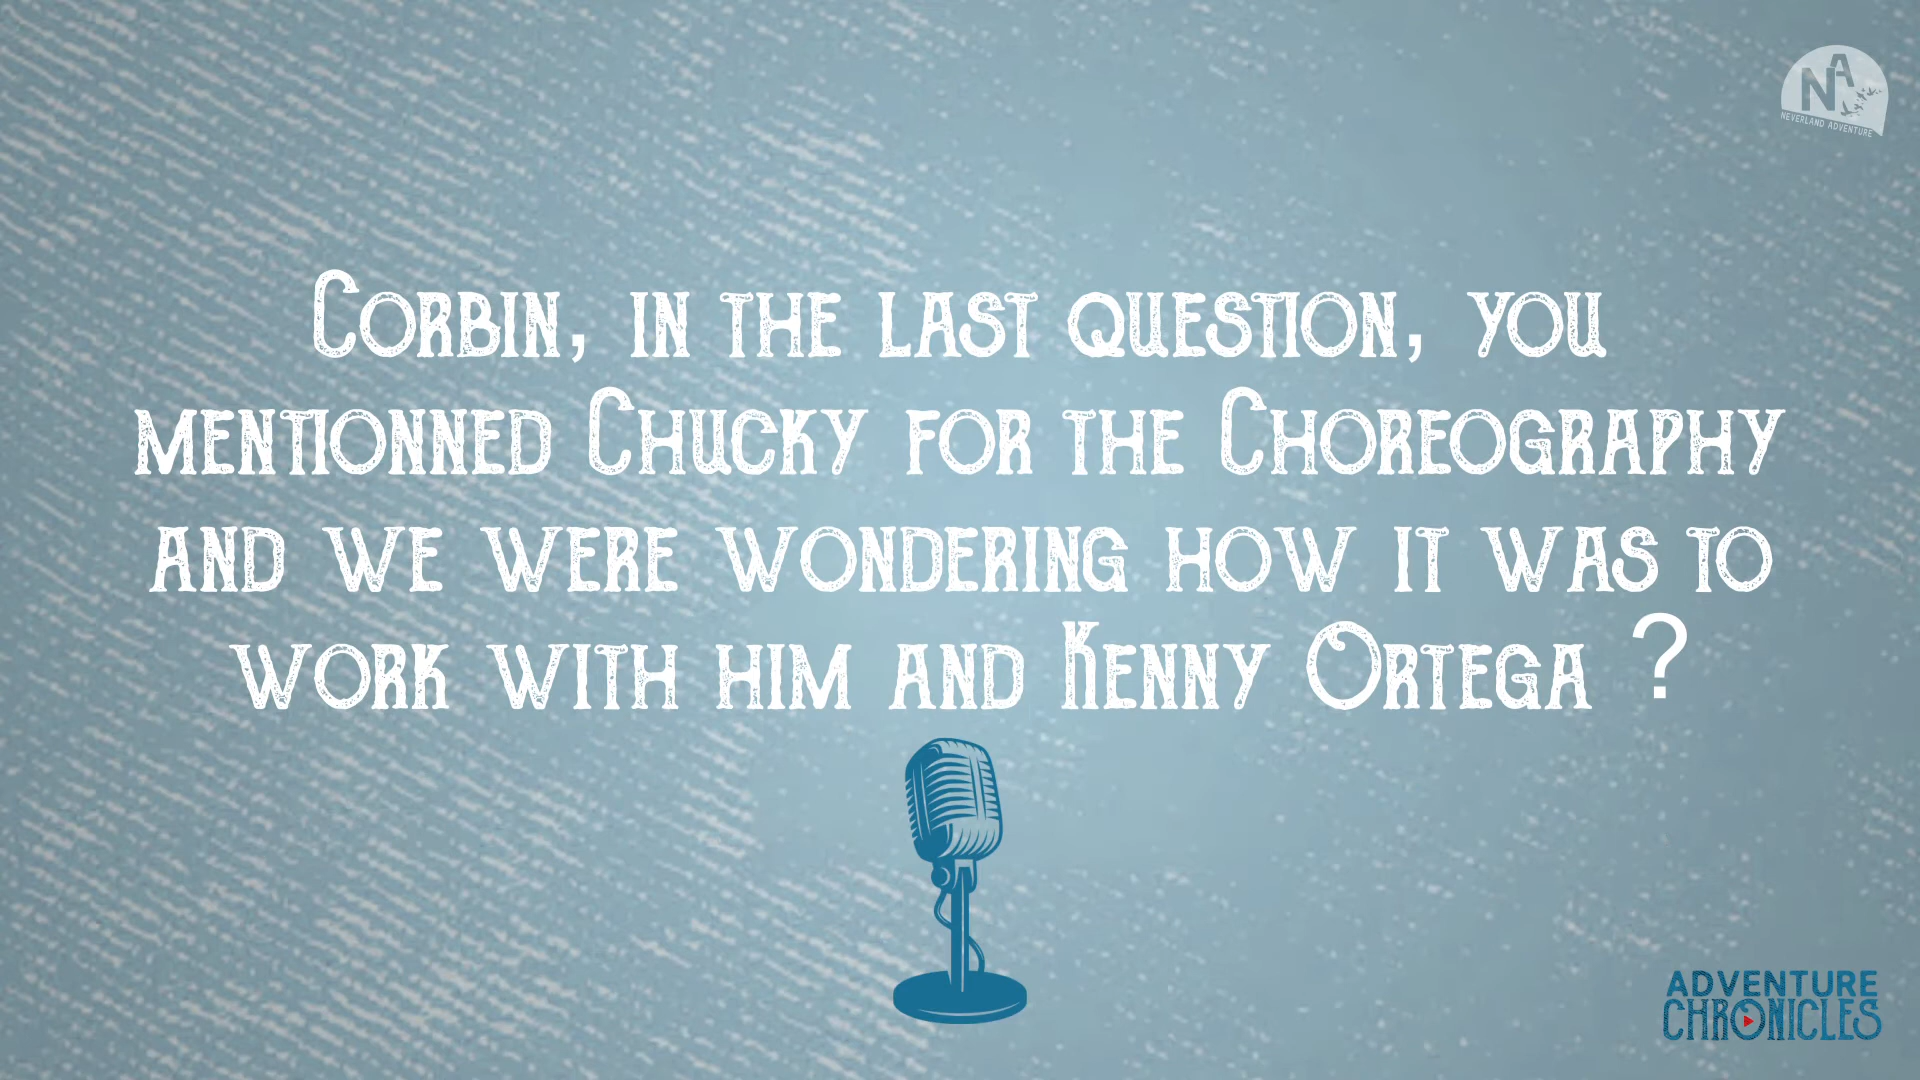 NA
NEVERLAND ADVENTURE
Corbin, in the last question, you
mentionned Chucky for the Choreography
and we were wondering how it was to
work with him and Kenny Ortega ?
ADVENTURE
CHRONICLES